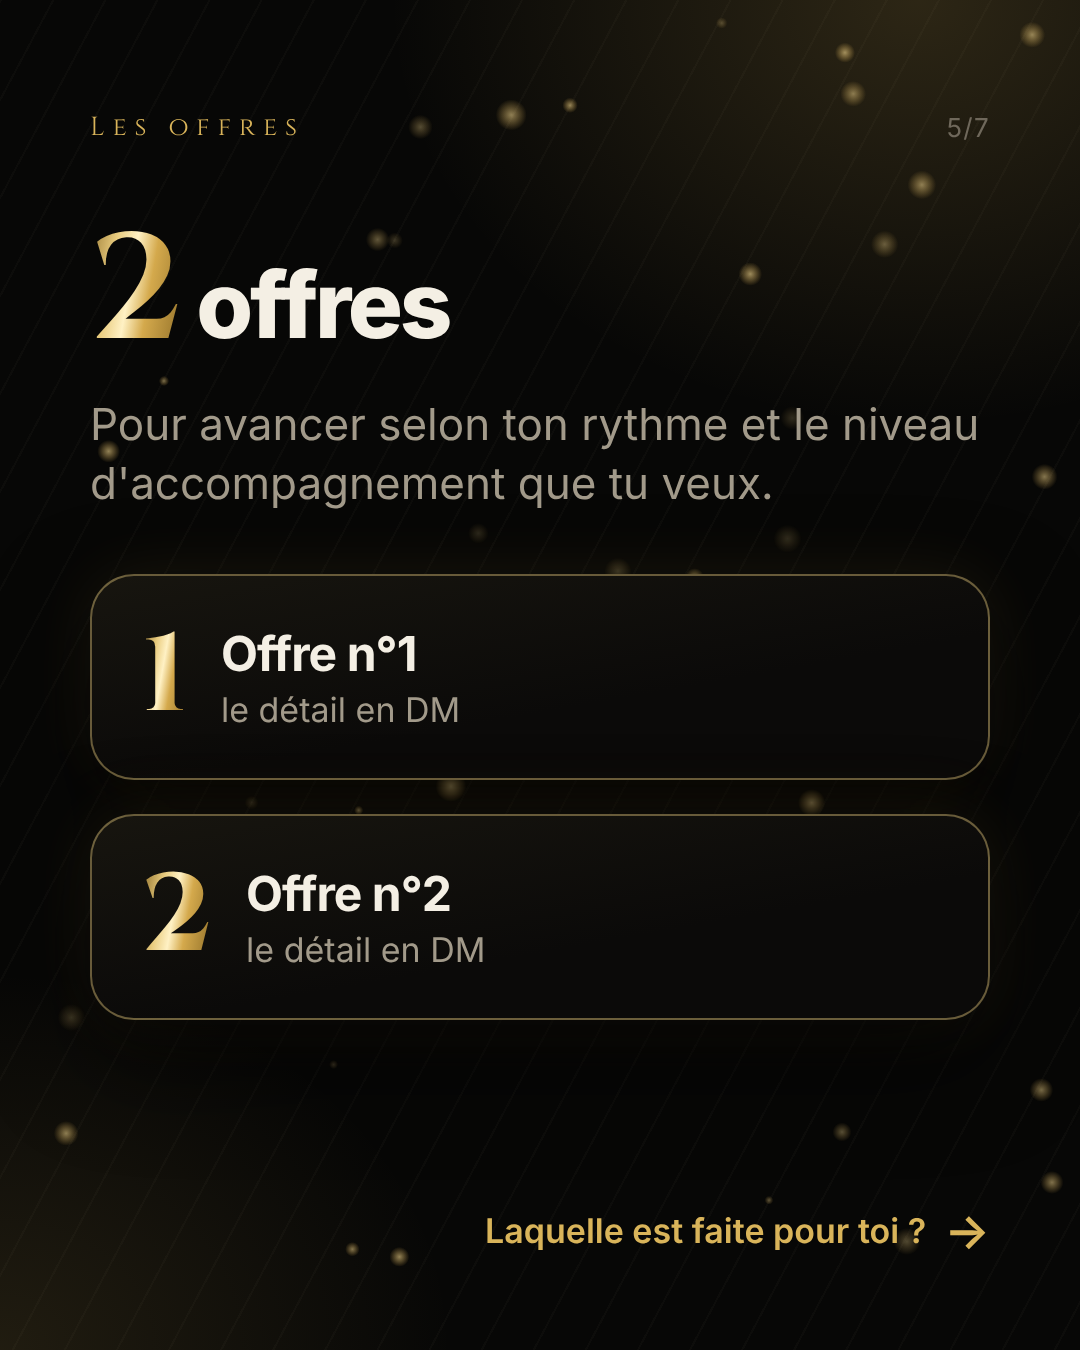 Les offres
5/7
2 offres
Pour avancer selon ton rythme et le niveau
d'accompagnement que tu veux.
1
Offre n°1
le détail en DM
2
Offre n°2
le détail en DM
Laquelle est faite pour toi ? →